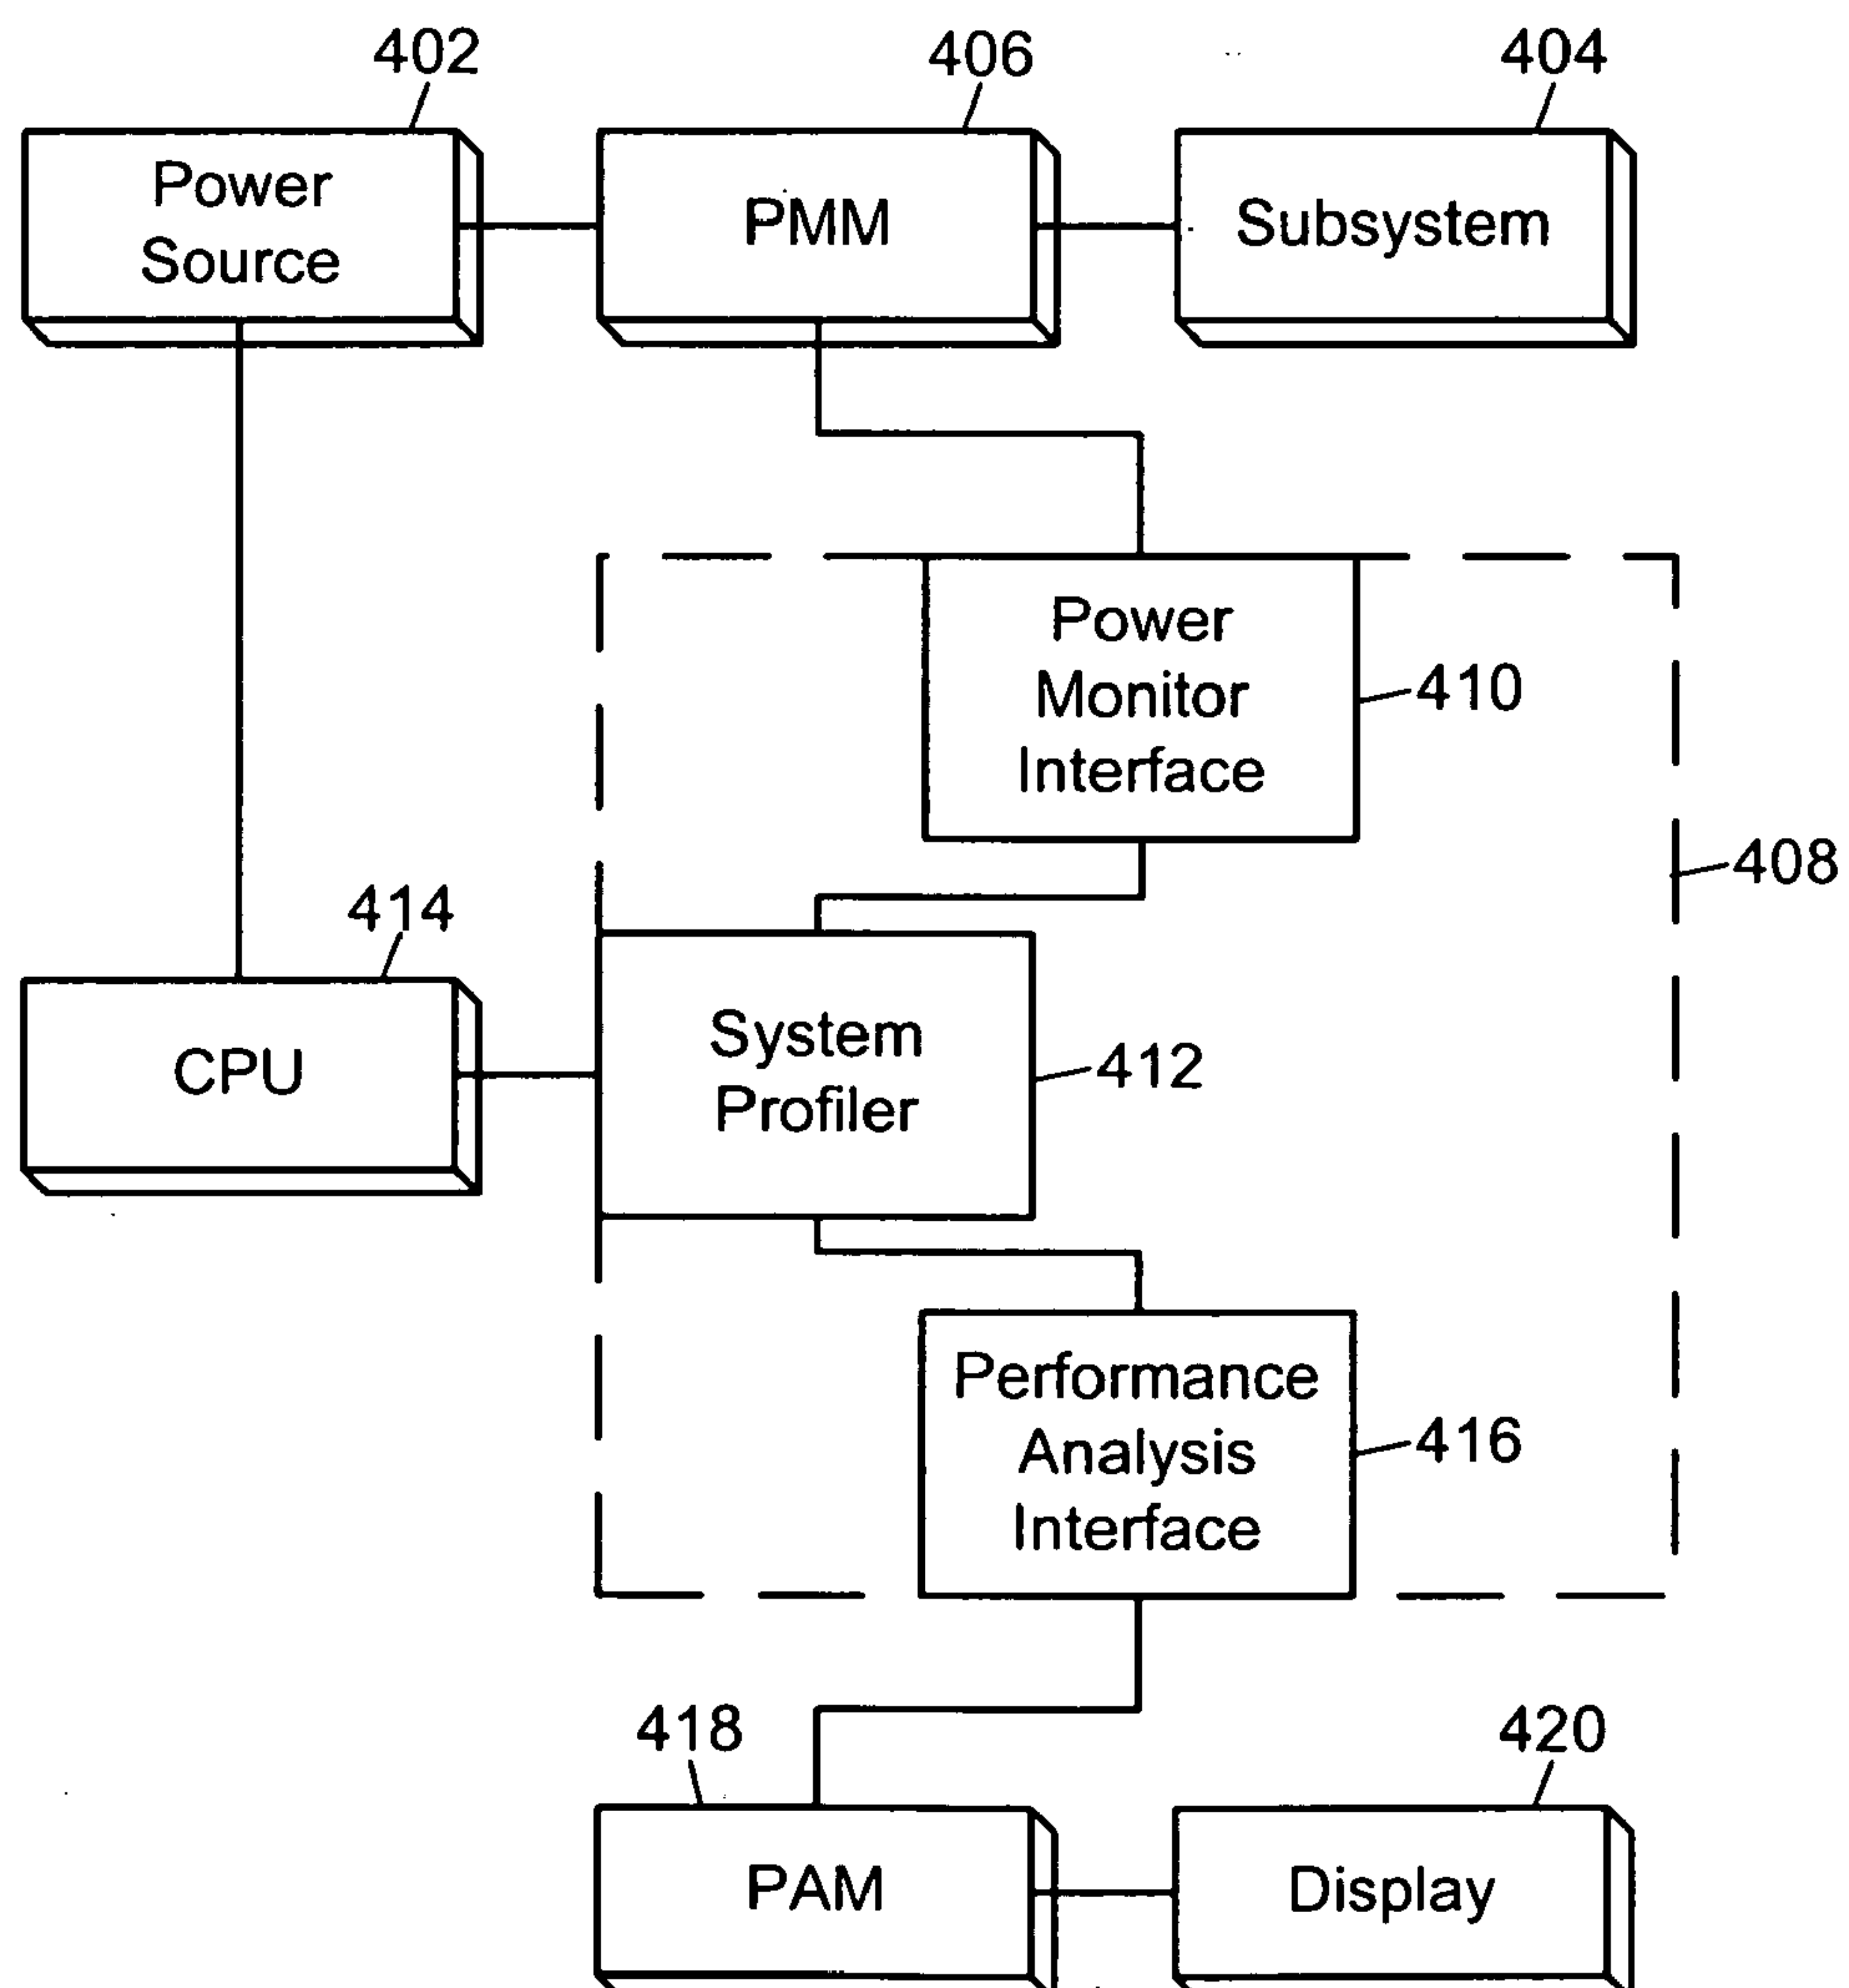 402
406
404
Power
Source
PMM
Subsystem
Power
Monitor
Interface
410
408
414
CPU
System
Profiler
412
Performance
Analysis
Interface
416
418
420
PAM
Display